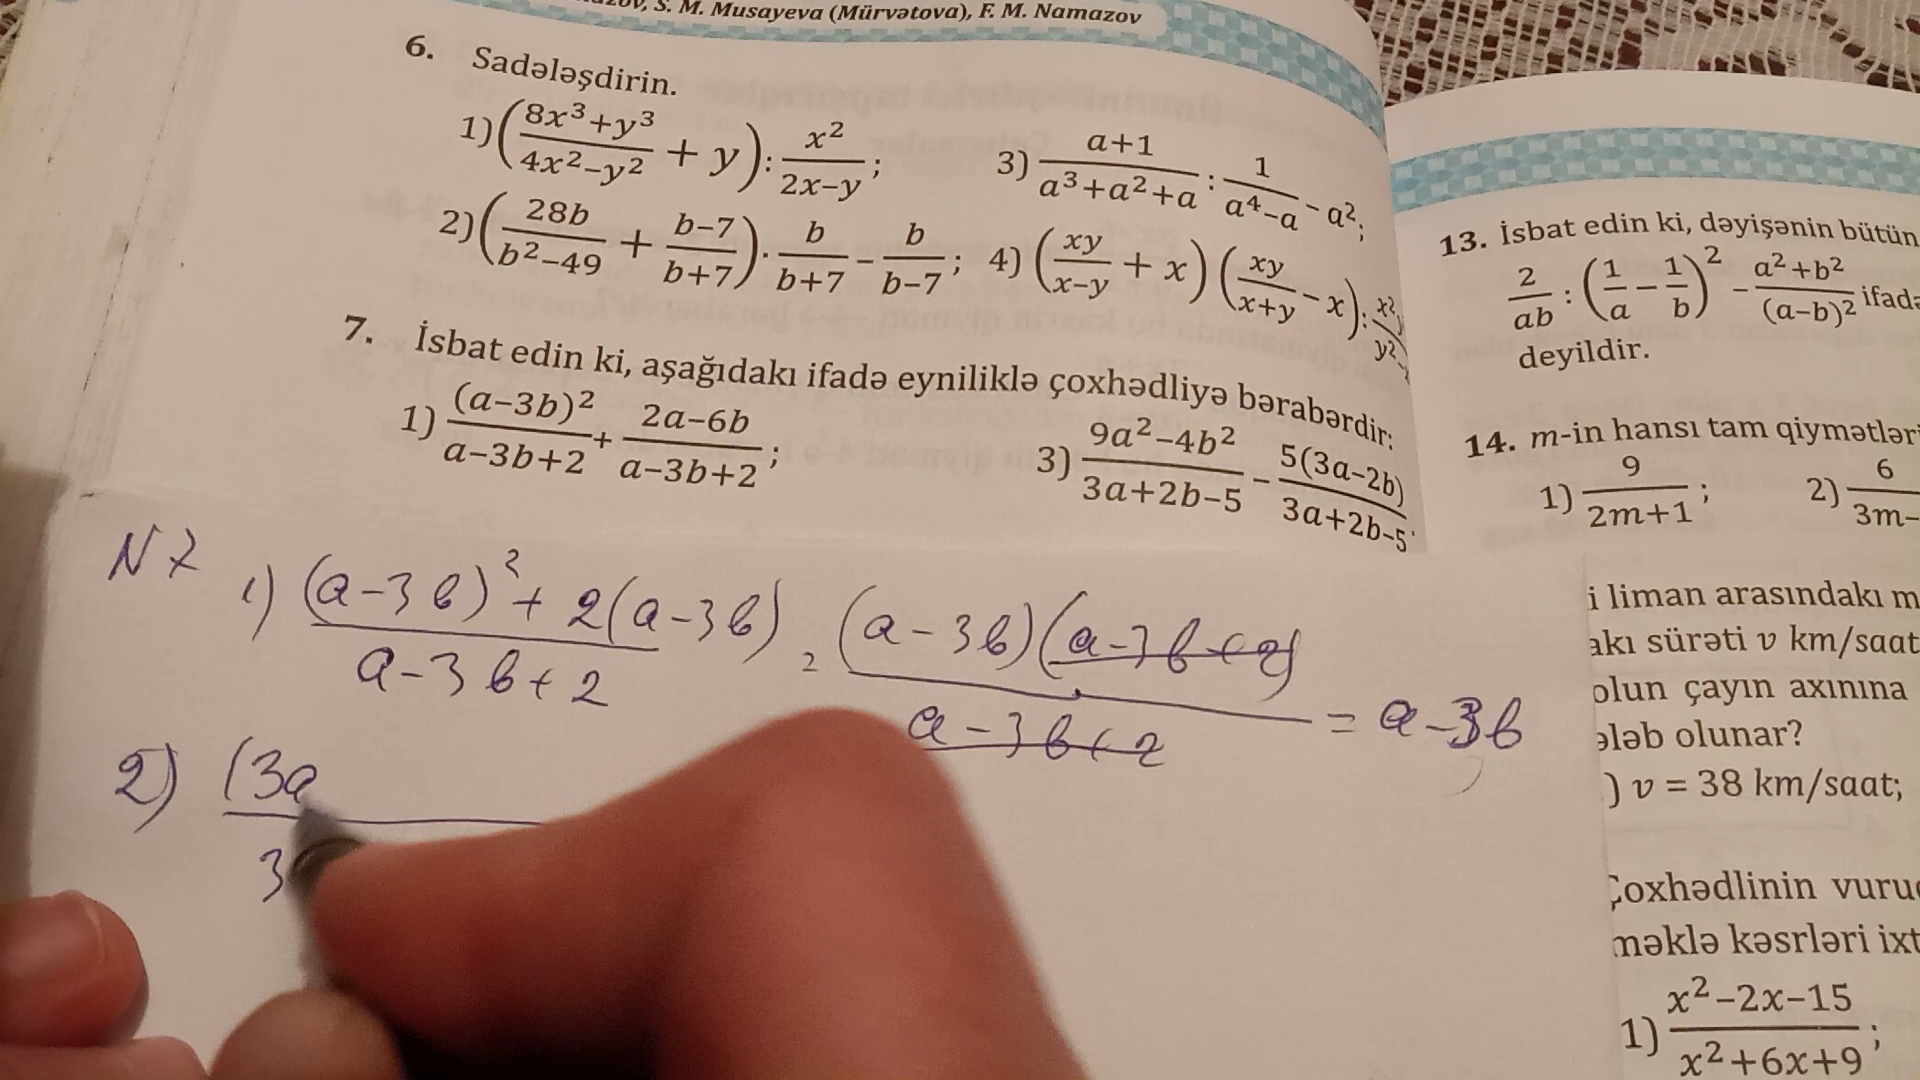 S. M. Musayeva (Mürvətova), F. M. Namazov
6. Sadələşdirin.
1) (8x³+y³/4x²–y² + y) : x²/2x–y ;
3) a+1/a³+a²+a : 1/a⁴–a – a²;
2) (28b/b²–49 + b–7/b+7) · b/b+7 – b/b–7 ;
4) (xy/x–y + x) (xy/x+y – x) : x²y/y²–
7. İsbat edin ki, aşağıdakı ifadə eyniliklə çoxhədliyə bərabərdir:
1) (a–3b)²/a–3b+2 + 2a–6b/a–3b+2 ;
3) 9a²–4b²/3a+2b–5 – 5(3a–2b)/3a+2b–5.
N 7
1) (a-3b)² + 2(a-3b)/a-3b+2 = (a-3b)(a-3b+2)/a-3b+2 = a-3b
2) (3a/3
13. İsbat edin ki, dəyişənin bütün
2/ab : (1/a – 1/b)² – a²+b²/(a–b)² ifadə
deyildir.
14. m-in hansı tam qiymətləri
1) 9/2m+1 ;
2) 6/3m–
i liman arasındakı m
akı sürəti v km/saat
olun çayın axınına
ələb olunar?
) v = 38 km/saat;
Çoxhədlinin vuruq
məklə kəsrləri ixt
1) x²–2x–15/x²+6x+9 ;